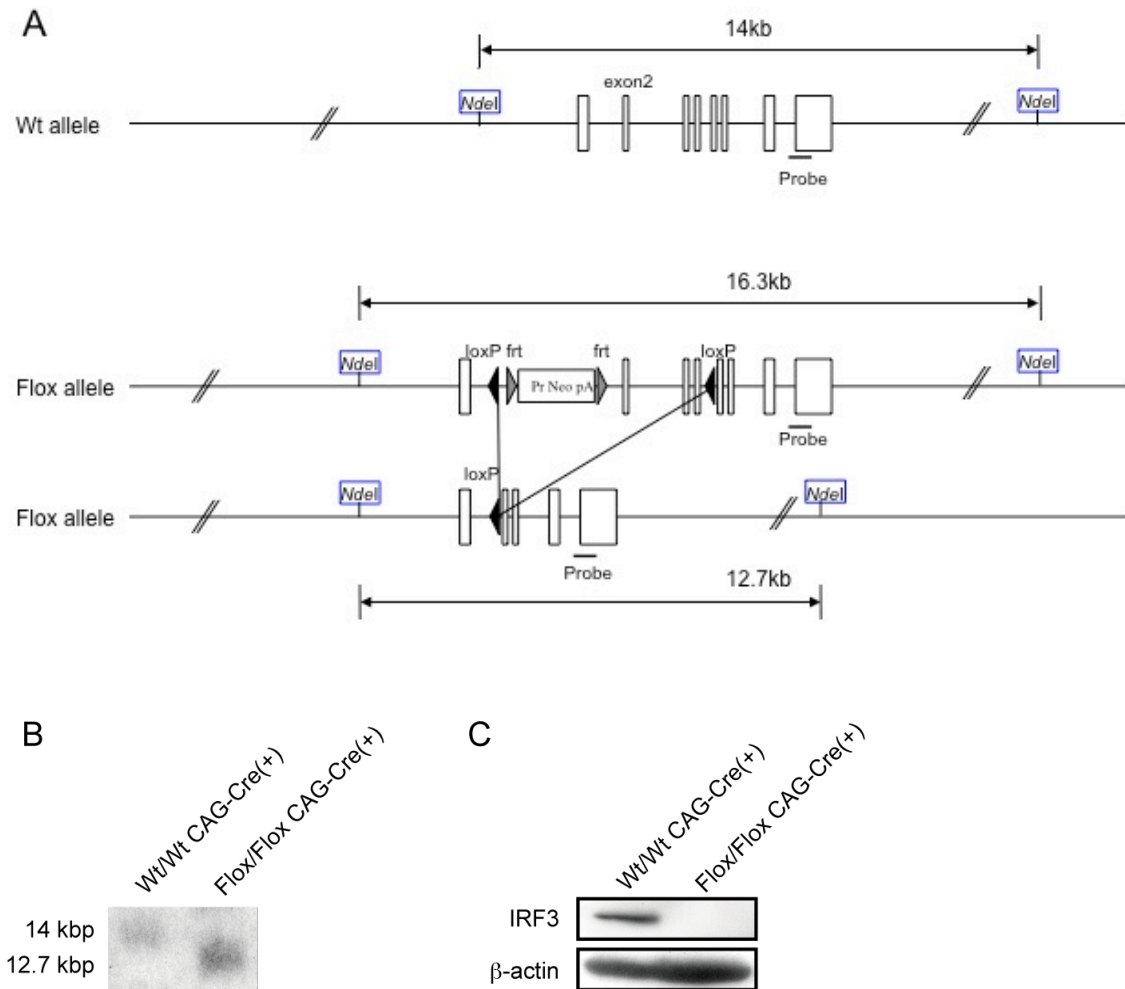 A
14kb
exon2
NdeI
NdeI
Wt allele
Probe
16.3kb
loxP frt
frt
loxP
NdeI
NdeI
Pr Neo pA
Flox allele
Probe
loxP
NdeI
NdeI
Flox allele
Probe
12.7kb
B
Wt/Wt CAG-Cre(+)
Flox/Flox CAG-Cre(+)
14 kbp
12.7 kbp
C
Wt/Wt CAG-Cre(+)
Flox/Flox CAG-Cre(+)
IRF3
β-actin